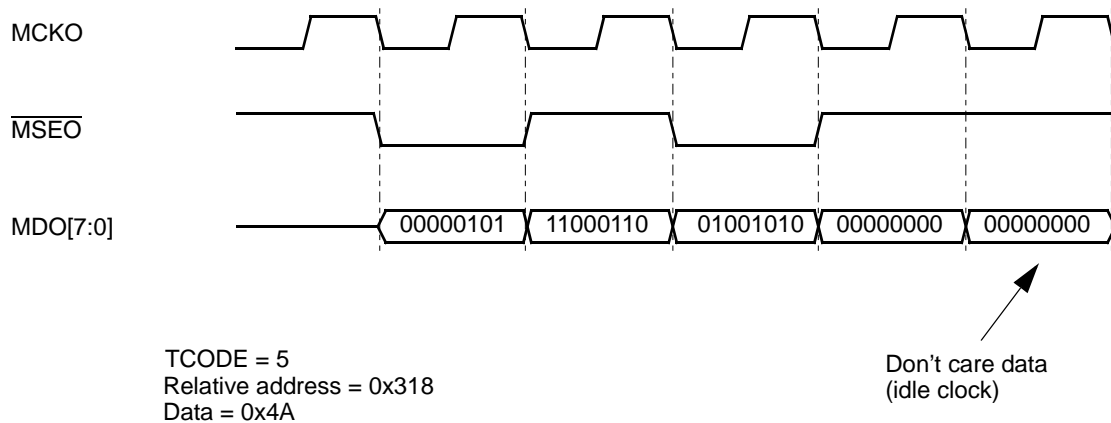 MCKO
MSEO
MDO[7:0]
00000101 11000110 01001010 00000000 00000000
TCODE = 5
Relative address = 0x318
Data = 0x4A
Don't care data
(idle clock)